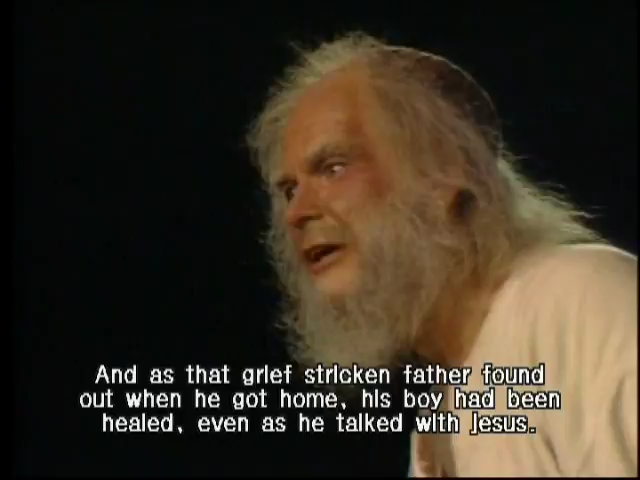 And as that grief stricken father found
out when he got home, his boy had been
healed, even as he talked with Jesus.